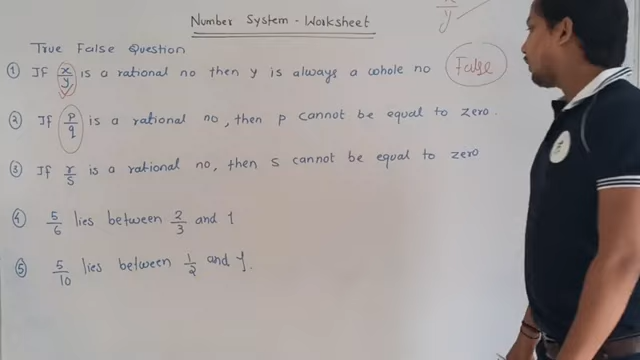 Number System - Worksheet
x/y
True False Question
① If x/y is a rational no then y is always a whole no False
② If p/q is a rational no, then p cannot be equal to zero.
③ If r/s is a rational no, then s cannot be equal to zero
④ 5/6 lies between 2/3 and 1
⑤ 5/10 lies between 1/2 and 1.